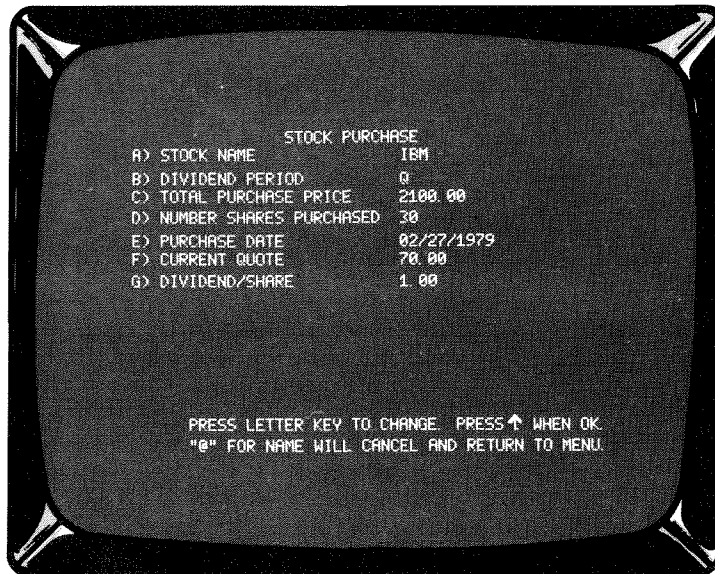 STOCK PURCHASE
A) STOCK NAME IBM
B) DIVIDEND PERIOD Q
C) TOTAL PURCHASE PRICE 2100.00
D) NUMBER SHARES PURCHASED 30
E) PURCHASE DATE 02/27/1979
F) CURRENT QUOTE 70.00
G) DIVIDEND/SHARE 1.00
PRESS LETTER KEY TO CHANGE. PRESS ↑ WHEN OK.
"@" FOR NAME WILL CANCEL AND RETURN TO MENU.